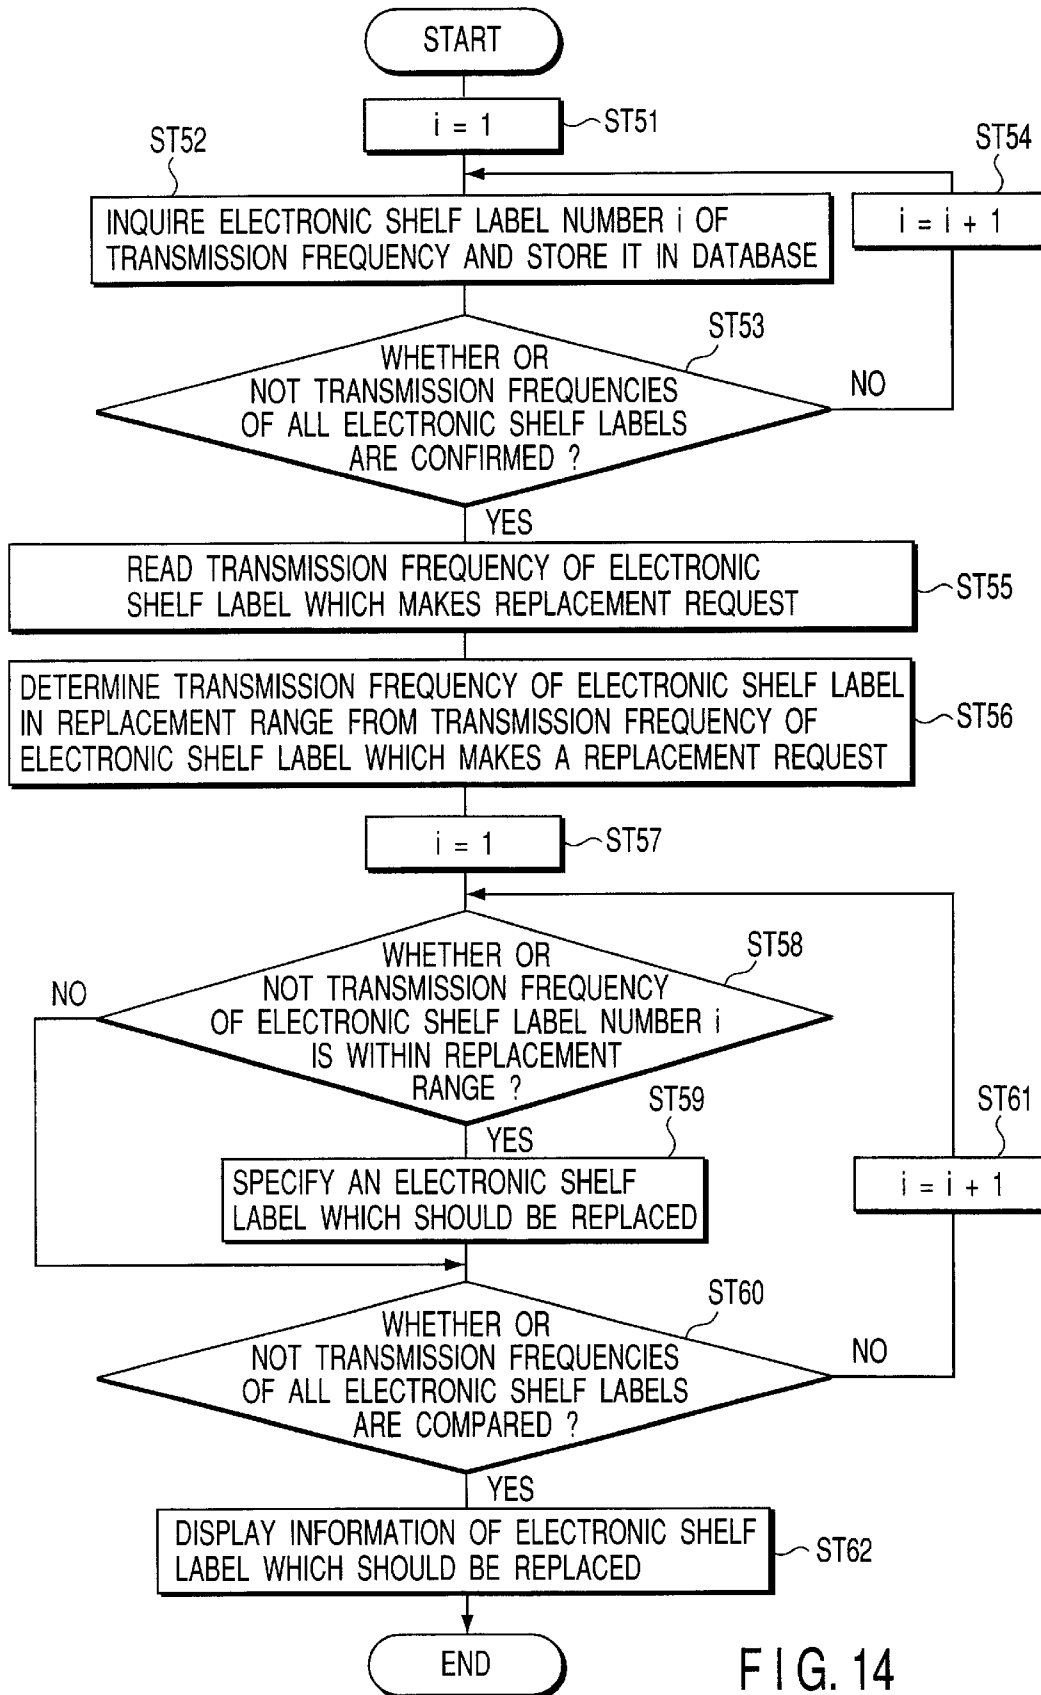 START
i = 1
ST51
ST52
ST54
INQUIRE ELECTRONIC SHELF LABEL NUMBER i OF
TRANSMISSION FREQUENCY AND STORE IT IN DATABASE
i = i + 1
ST53
WHETHER OR
NOT TRANSMISSION FREQUENCIES
OF ALL ELECTRONIC SHELF LABELS
ARE CONFIRMED ?
NO
YES
READ TRANSMISSION FREQUENCY OF ELECTRONIC
SHELF LABEL WHICH MAKES REPLACEMENT REQUEST
ST55
DETERMINE TRANSMISSION FREQUENCY OF ELECTRONIC SHELF LABEL
IN REPLACEMENT RANGE FROM TRANSMISSION FREQUENCY OF
ELECTRONIC SHELF LABEL WHICH MAKES A REPLACEMENT REQUEST
ST56
i = 1
ST57
WHETHER OR
NOT TRANSMISSION FREQUENCY
OF ELECTRONIC SHELF LABEL NUMBER i
IS WITHIN REPLACEMENT
RANGE ?
ST58
NO
YES
ST59
ST61
SPECIFY AN ELECTRONIC SHELF
LABEL WHICH SHOULD BE REPLACED
i = i + 1
ST60
WHETHER OR
NOT TRANSMISSION FREQUENCIES
OF ALL ELECTRONIC SHELF LABELS
ARE COMPARED ?
NO
YES
DISPLAY INFORMATION OF ELECTRONIC SHELF
LABEL WHICH SHOULD BE REPLACED
ST62
END
FIG. 14